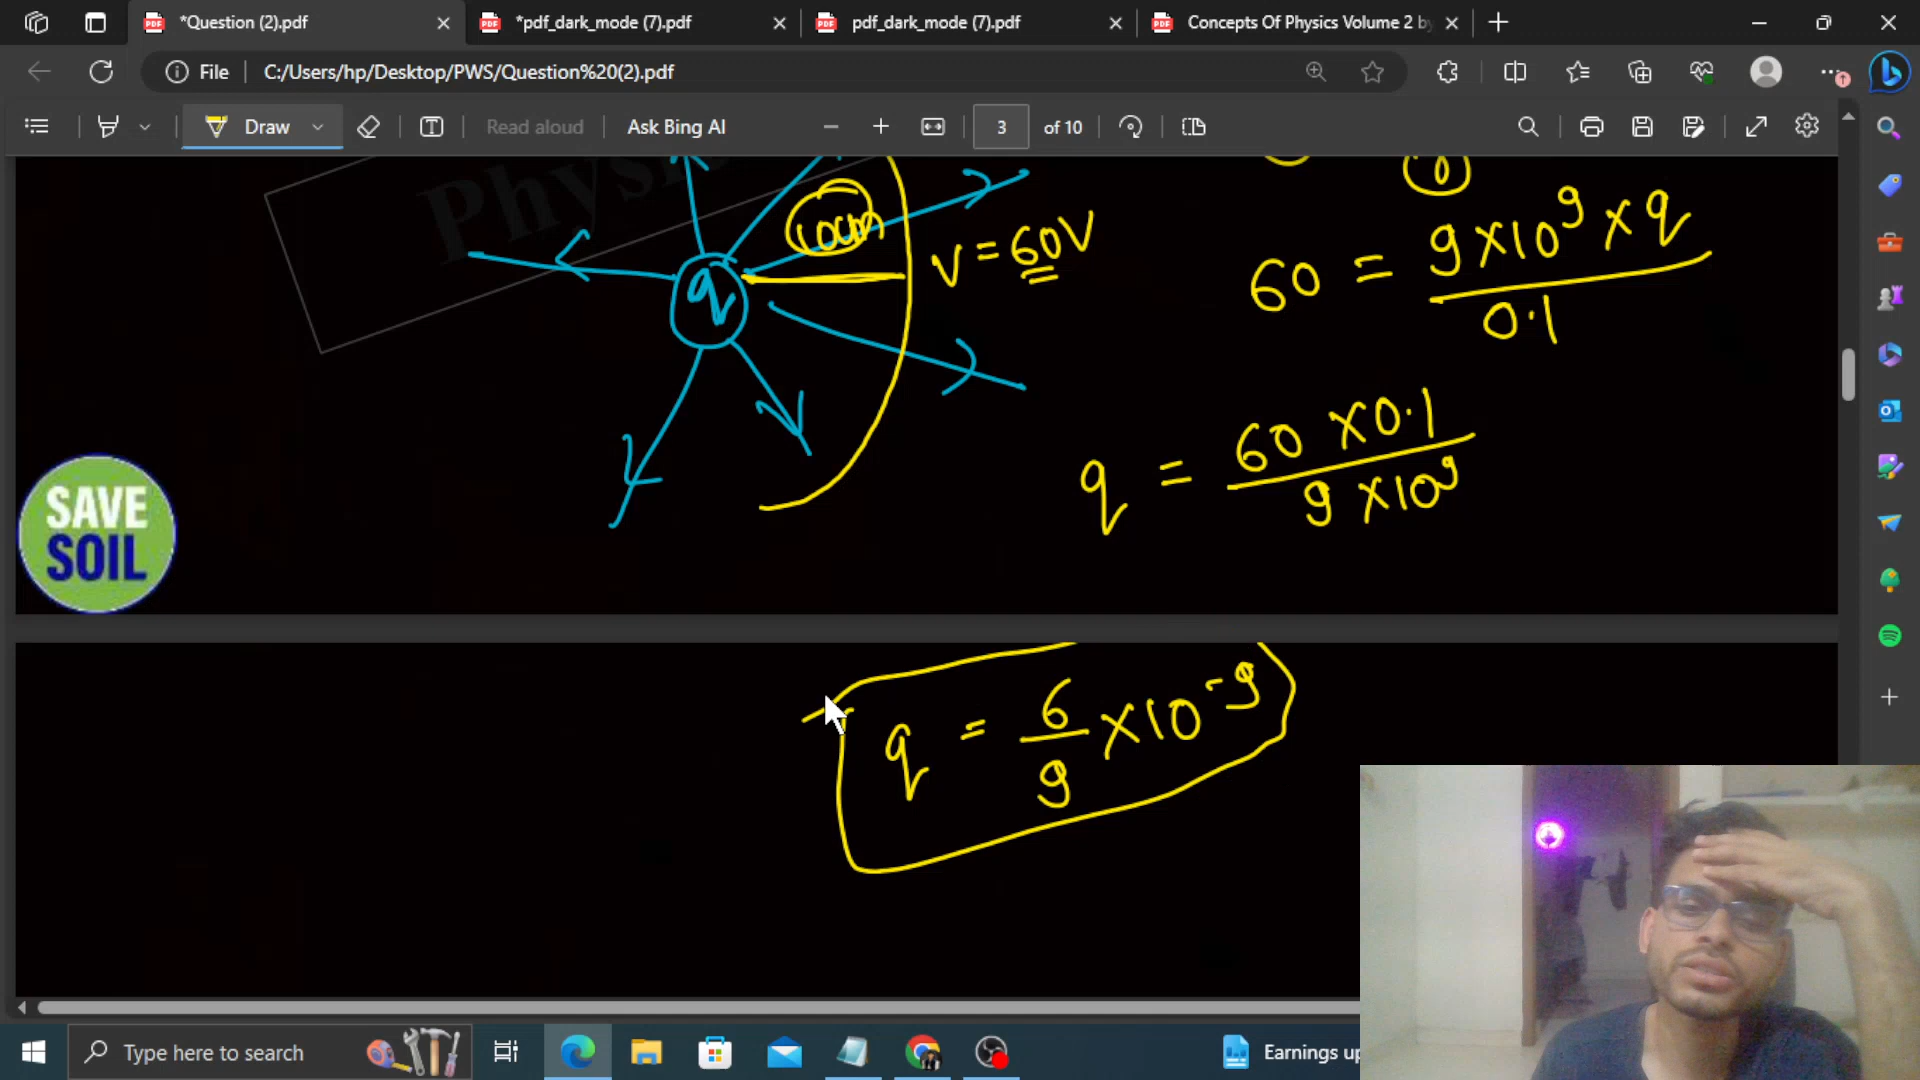 *Question (2).pdf
*pdf_dark_mode (7).pdf
pdf_dark_mode (7).pdf
Concepts Of Physics Volume 2 by
File
C:/Users/hp/Desktop/PWS/Question%20(2).pdf
Draw
Read aloud
Ask Bing AI
3
of 10
Physi
10cm
q
V = 60V
60 = 9×10^9 × q / 0.1
q = 60 × 0.1 / 9 × 10^9
SAVE
SOIL
q = 6/9 × 10^-9
Type here to search
Earnings up